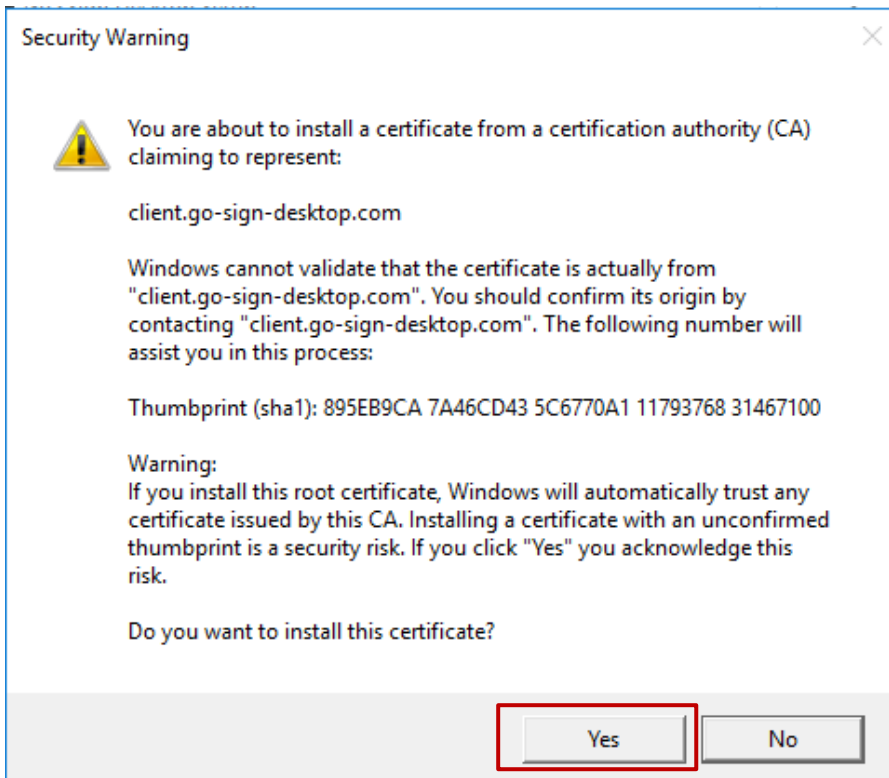 Security Warning
You are about to install a certificate from a certification authority (CA)
claiming to represent:
client.go-sign-desktop.com
Windows cannot validate that the certificate is actually from
"client.go-sign-desktop.com". You should confirm its origin by
contacting "client.go-sign-desktop.com". The following number will
assist you in this process:
Thumbprint (sha1): 895EB9CA 7A46CD43 5C6770A1 11793768 31467100
Warning:
If you install this root certificate, Windows will automatically trust any
certificate issued by this CA. Installing a certificate with an unconfirmed
thumbprint is a security risk. If you click "Yes" you acknowledge this
risk.
Do you want to install this certificate?
Yes
No